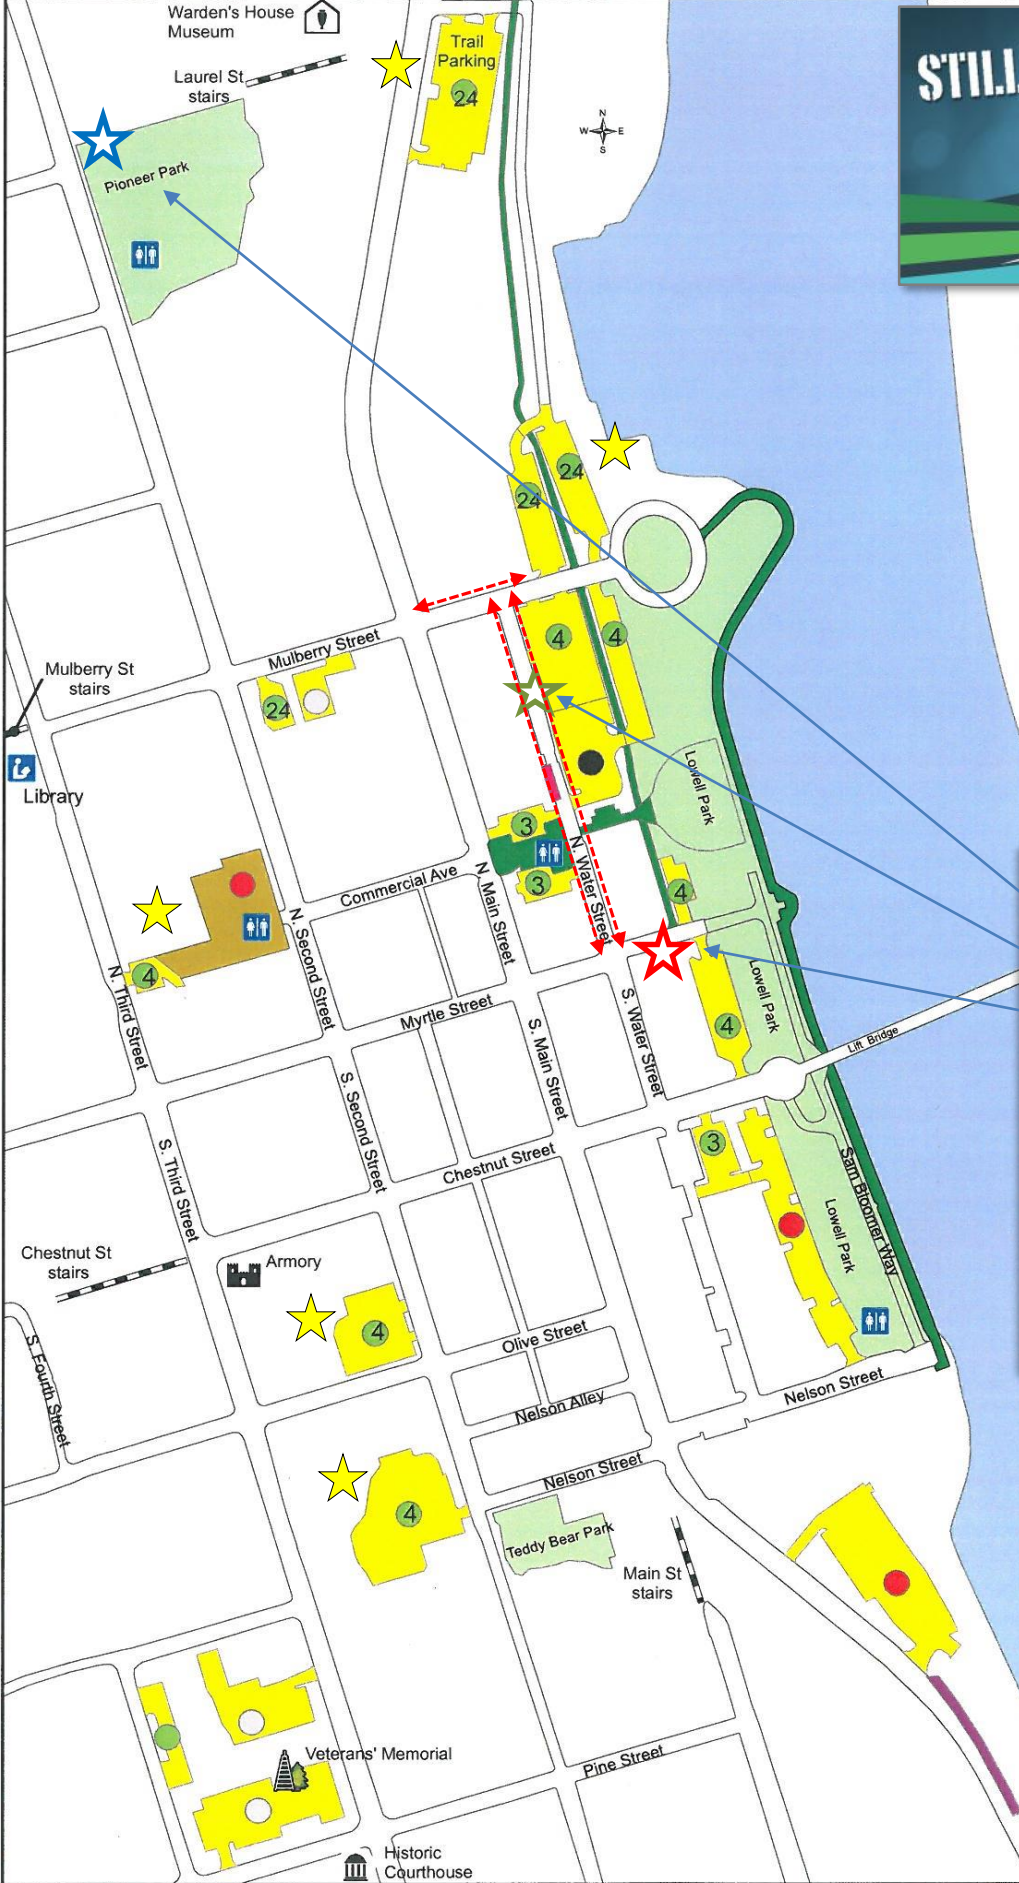 Warden's House
Museum
Trail
Parking
24
Laurel St
stairs
STILL
N
W E
S
Pioneer Park
24
24
4
4
Mulberry Street
Mulberry St
stairs
24
Library
Lowell Park
3
3
N. Water Street
4
Commercial Ave
N. Main Street
N. Second Street
4
N. Third Street
Lowell Park
4
Myrtle Street
S. Water Street
S. Main Street
Lift Bridge
S. Second Street
3
S. Third Street
Chestnut Street
Sam Bloomer Way
Lowell Park
Chestnut St
stairs
Armory
4
Olive Street
S. Fourth Street
Nelson Street
Nelson Alley
Nelson Street
4
Teddy Bear Park
Main St
stairs
Veterans' Memorial
Pine Street
Historic
Courthouse